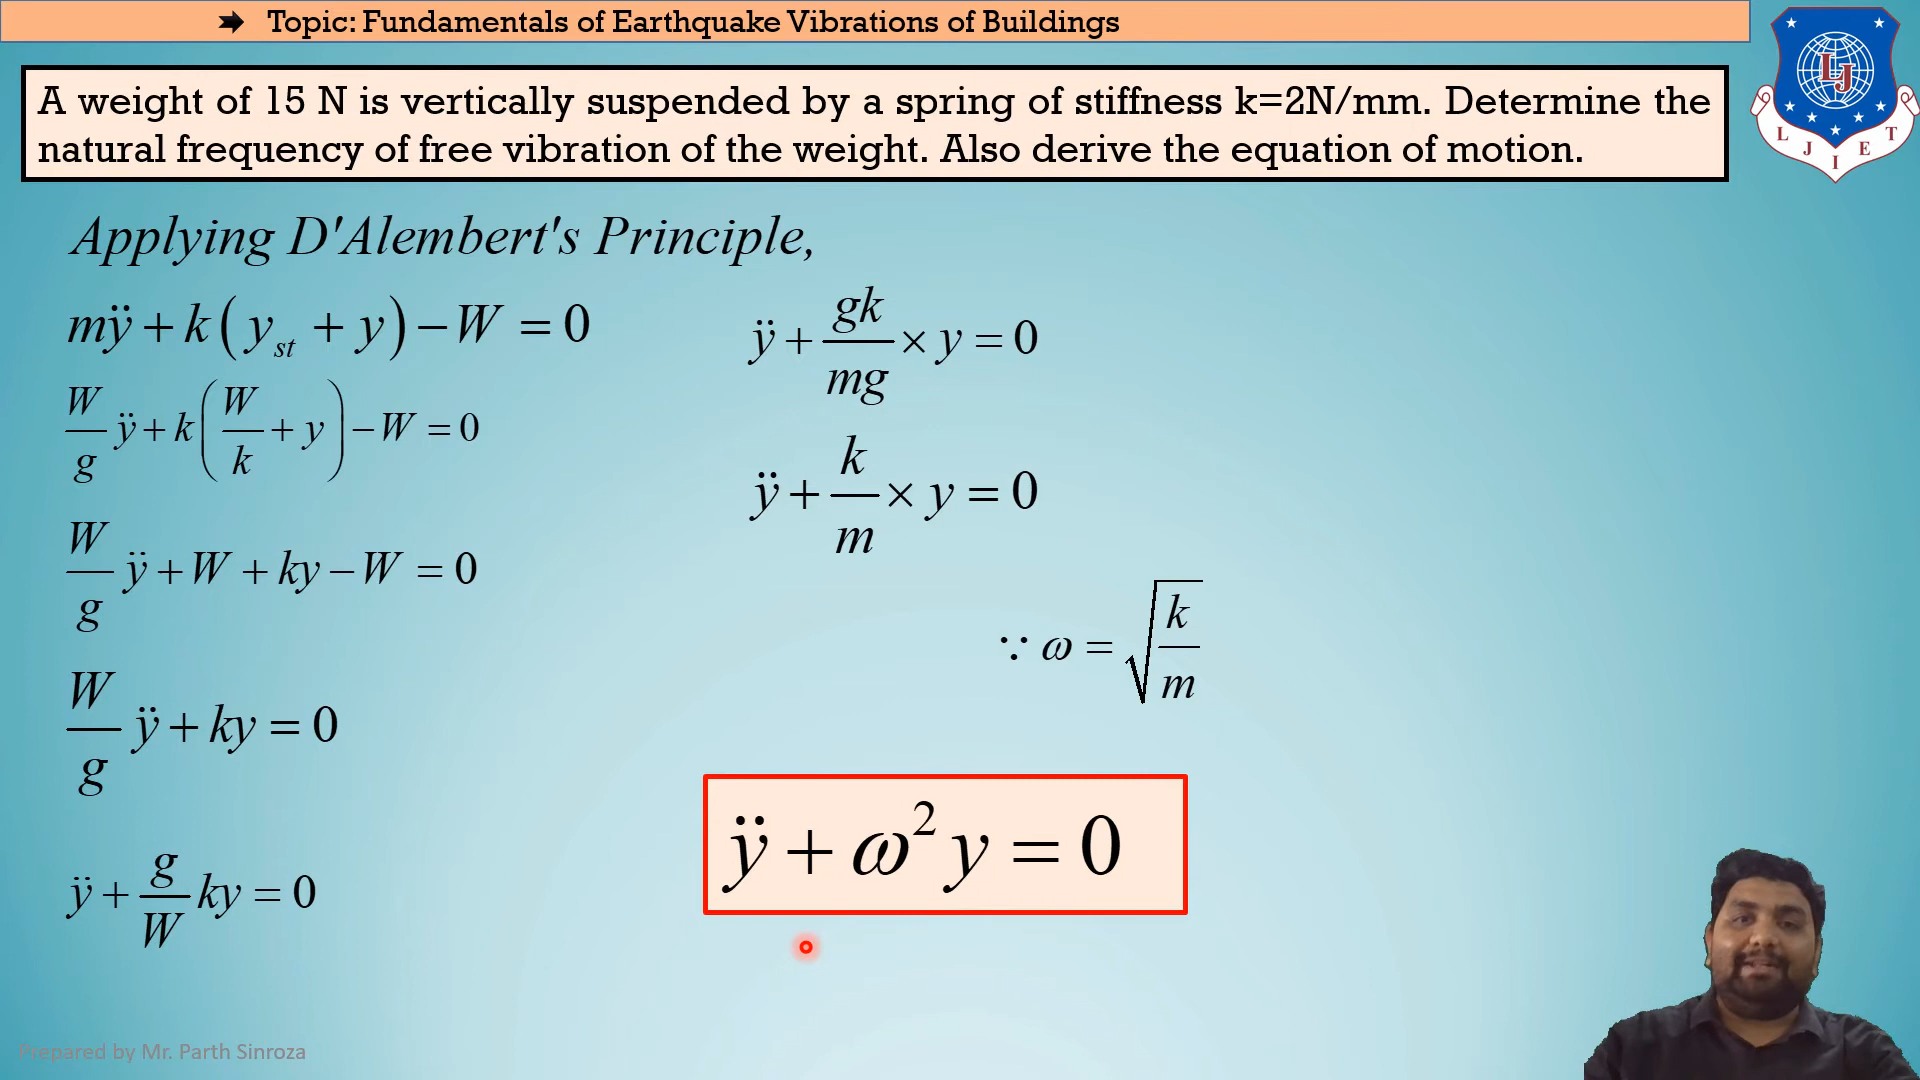 ➡ Topic: Fundamentals of Earthquake Vibrations of Buildings
A weight of 15 N is vertically suspended by a spring of stiffness k=2N/mm. Determine the
natural frequency of free vibration of the weight. Also derive the equation of motion.
L J
L J I E T
Applying D'Alembert's Principle,
mÿ + k(y_st + y) − W = 0
W/g ÿ + k(W/k + y) − W = 0
W/g ÿ + W + ky − W = 0
W/g ÿ + ky = 0
ÿ + g/W ky = 0
ÿ + gk/mg × y = 0
ÿ + k/m × y = 0
∵ ω = √(k/m)
ÿ + ω² y = 0
Prepared by Mr. Parth Sinroza